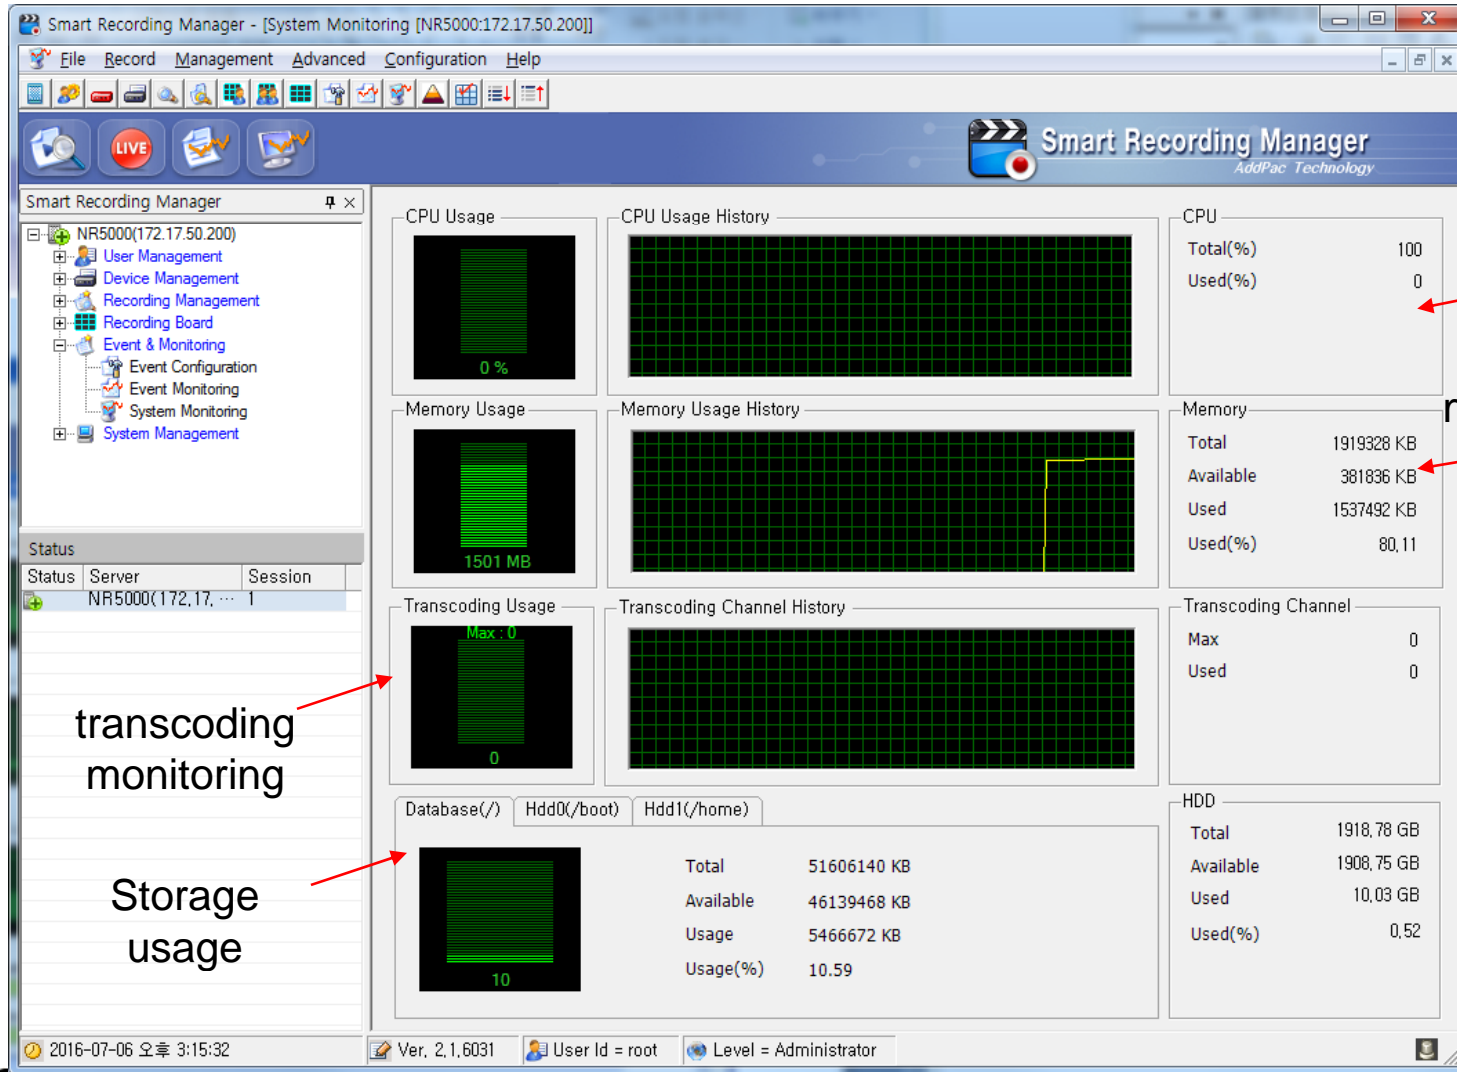 Smart Recording Manager - [System Monitoring [NR5000:172.17.50.200]]
File Record Management Advanced Configuration Help
LIVE
Smart Recording Manager
AddPac Technology
Smart Recording Manager
NR5000(172.17.50.200)
User Management
Device Management
Recording Management
Recording Board
Event & Monitoring
Event Configuration
Event Monitoring
System Monitoring
System Management
Status
Status Server Session
NR5000(172,17, ··· 1
transcoding
monitoring
Storage
usage
CPU Usage
0 %
CPU Usage History
CPU
Total(%) 100
Used(%) 0
Memory Usage
1501 MB
Memory Usage History
Memory
Total 1919328 KB
Available 381836 KB
Used 1537492 KB
Used(%) 80,11
Transcoding Usage
Max : 0
0
Transcoding Channel History
Transcoding Channel
Max 0
Used 0
Database(/) Hdd0(/boot) Hdd1(/home)
10
Total 51606140 KB
Available 46139468 KB
Usage 5466672 KB
Usage(%) 10.59
HDD
Total 1918,78 GB
Available 1908,75 GB
Used 10,03 GB
Used(%) 0,52
2016-07-06 오후 3:15:32
Ver, 2,1,6031
User Id = root
Level = Administrator